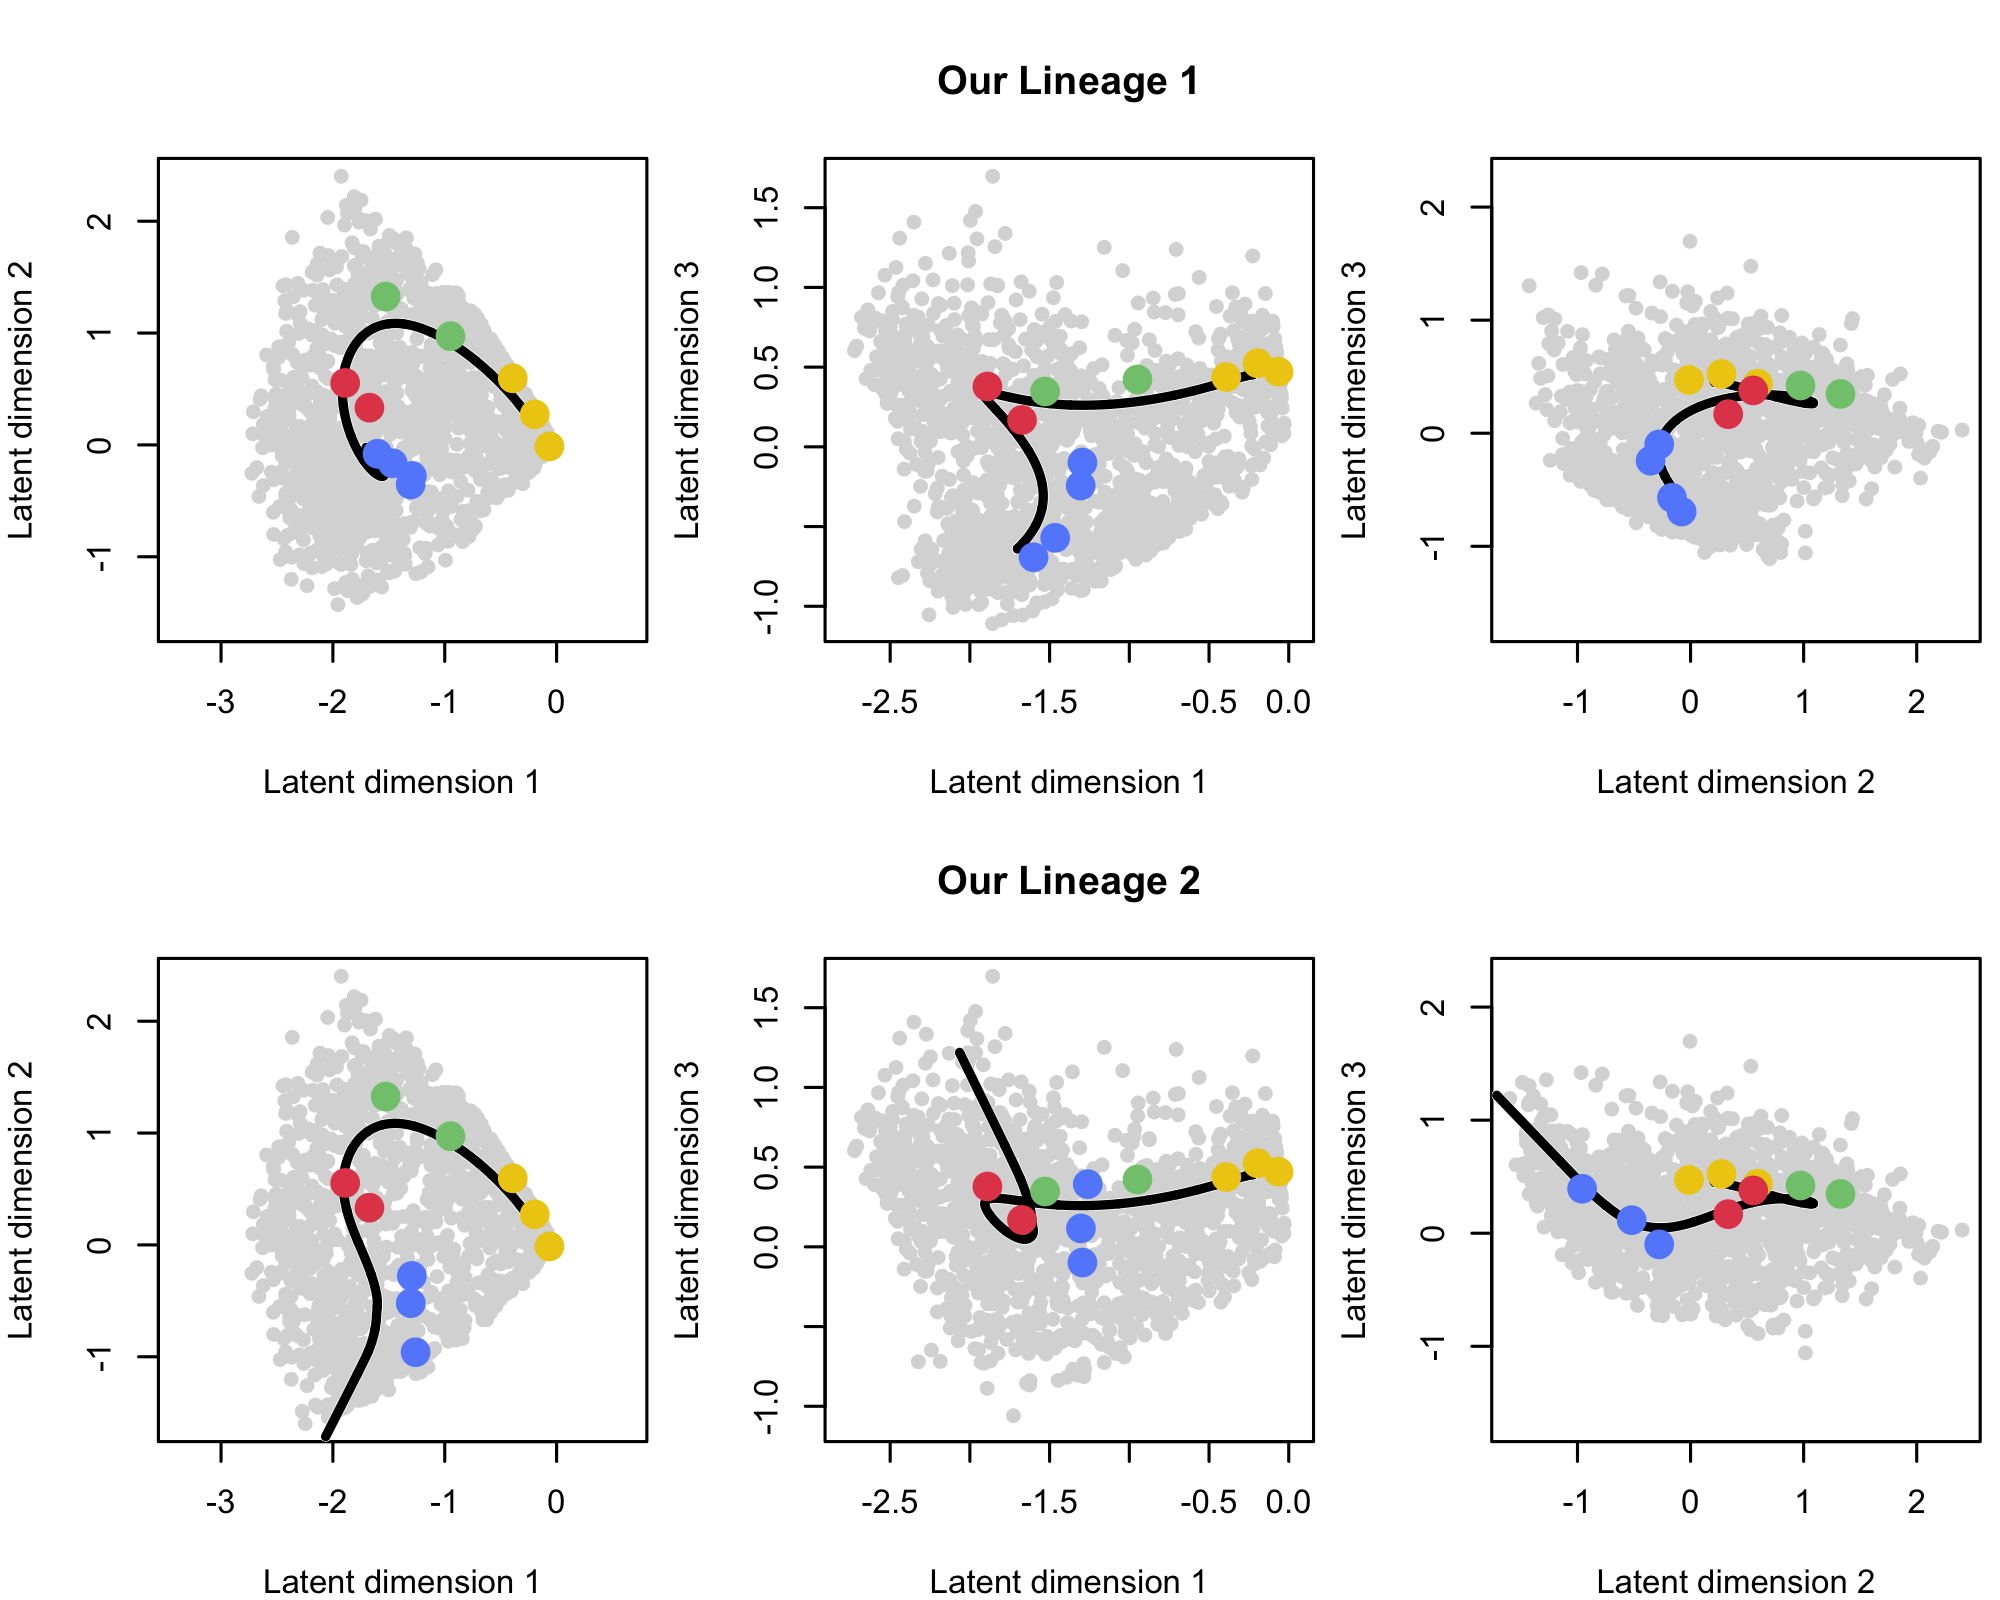 Our Lineage 1
Latent dimension 2
2
1
0
-1
-3 -2 -1 0
Latent dimension 1
Latent dimension 3
1.5
1.0
0.5
0.0
-1.0
-2.5 -1.5 -0.5 0.0
Latent dimension 1
Latent dimension 3
2
1
0
-1
-1 0 1 2
Latent dimension 2
Our Lineage 2
Latent dimension 2
2
1
0
-1
-3 -2 -1 0
Latent dimension 1
Latent dimension 3
1.5
1.0
0.5
0.0
-1.0
-2.5 -1.5 -0.5 0.0
Latent dimension 1
Latent dimension 3
2
1
0
-1
-1 0 1 2
Latent dimension 2